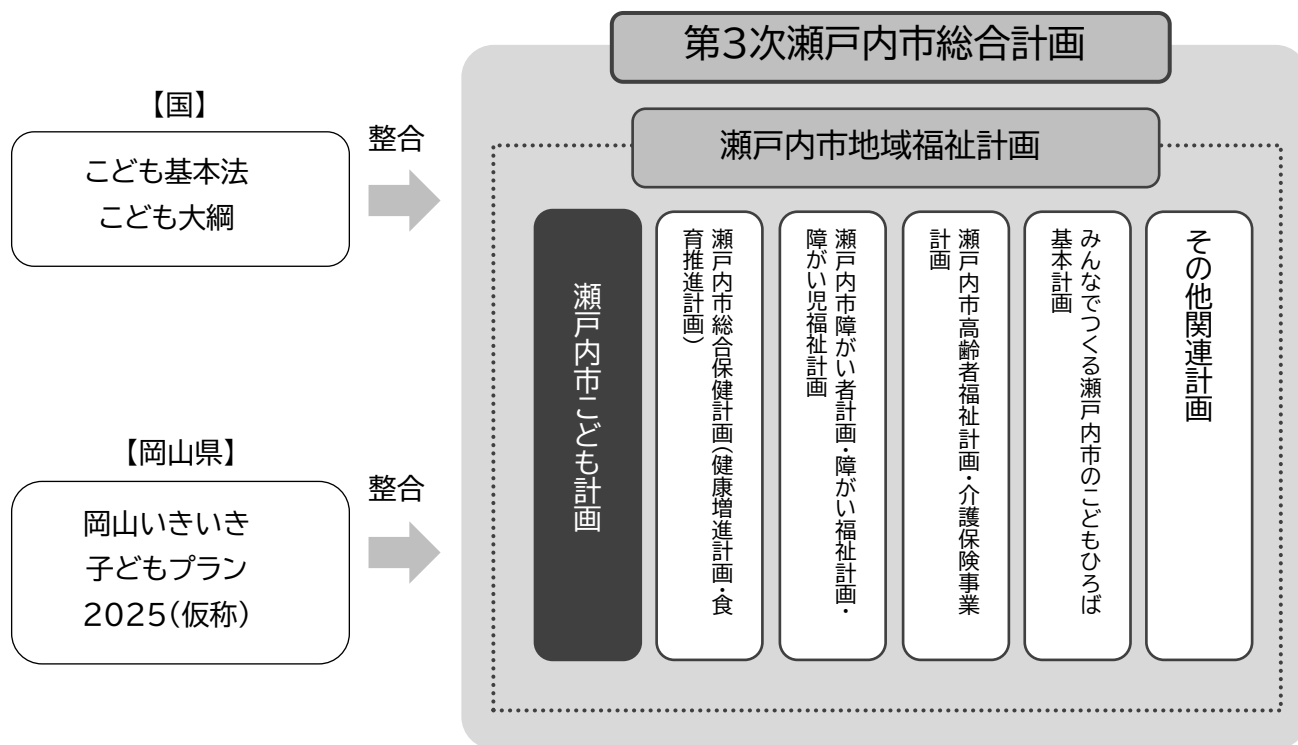 第3次瀬戸内市総合計画
瀬戸内市地域福祉計画
【国】
こども基本法
こども大綱
整合
【岡山県】
岡山いきいき
子どもプラン
2025(仮称)
整合
瀬戸内市こども計画
瀬戸内市総合保健計画(健康増進計画・食
育推進計画)
瀬戸内市障がい者計画・障がい福祉計画・
障がい児福祉計画
瀬戸内市高齢者福祉計画・介護保険事業
計画
みんなでつくる瀬戸内市のこどもひろば
基本計画
その他関連計画